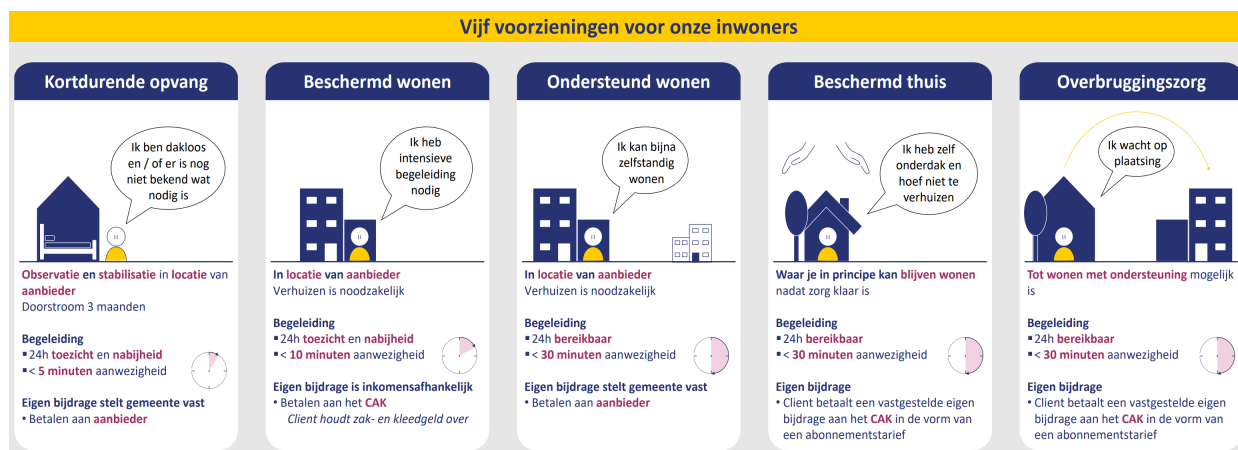 Vijf voorzieningen voor onze inwoners
Kortdurende opvang
Ik ben dakloos
en / of er is nog
niet bekend wat
nodig is
Observatie en stabilisatie in locatie van
aanbieder
Doorstroom 3 maanden
Begeleiding
▪24h toezicht en nabijheid
▪< 5 minuten aanwezigheid
Eigen bijdrage stelt gemeente vast
• Betalen aan aanbieder
Beschermd wonen
Ik heb
intensieve
begeleiding
nodig
In locatie van aanbieder
Verhuizen is noodzakelijk
Begeleiding
▪24h toezicht en nabijheid
▪< 10 minuten aanwezigheid
Eigen bijdrage is inkomensafhankelijk
• Betalen aan het CAK
Client houdt zak- en kleedgeld over
Ondersteund wonen
Ik kan bijna
zelfstandig
wonen
In locatie van aanbieder
Verhuizen is noodzakelijk
Begeleiding
▪24h bereikbaar
▪< 30 minuten aanwezigheid
Eigen bijdrage stelt gemeente vast
• Betalen aan aanbieder
Beschermd thuis
Ik heb zelf
onderdak en
hoef niet te
verhuizen
Waar je in principe kan blijven wonen
nadat zorg klaar is
Begeleiding
▪24h bereikbaar
▪< 30 minuten aanwezigheid
Eigen bijdrage
• Client betaalt een vastgestelde eigen
bijdrage aan het CAK in de vorm van
een abonnementstarief
Overbruggingszorg
Ik wacht op
plaatsing
Tot wonen met ondersteuning mogelijk
is
Begeleiding
▪24h bereikbaar
▪< 30 minuten aanwezigheid
Eigen bijdrage
• Client betaalt een vastgestelde eigen
bijdrage aan het CAK in de vorm van
een abonnementstarief